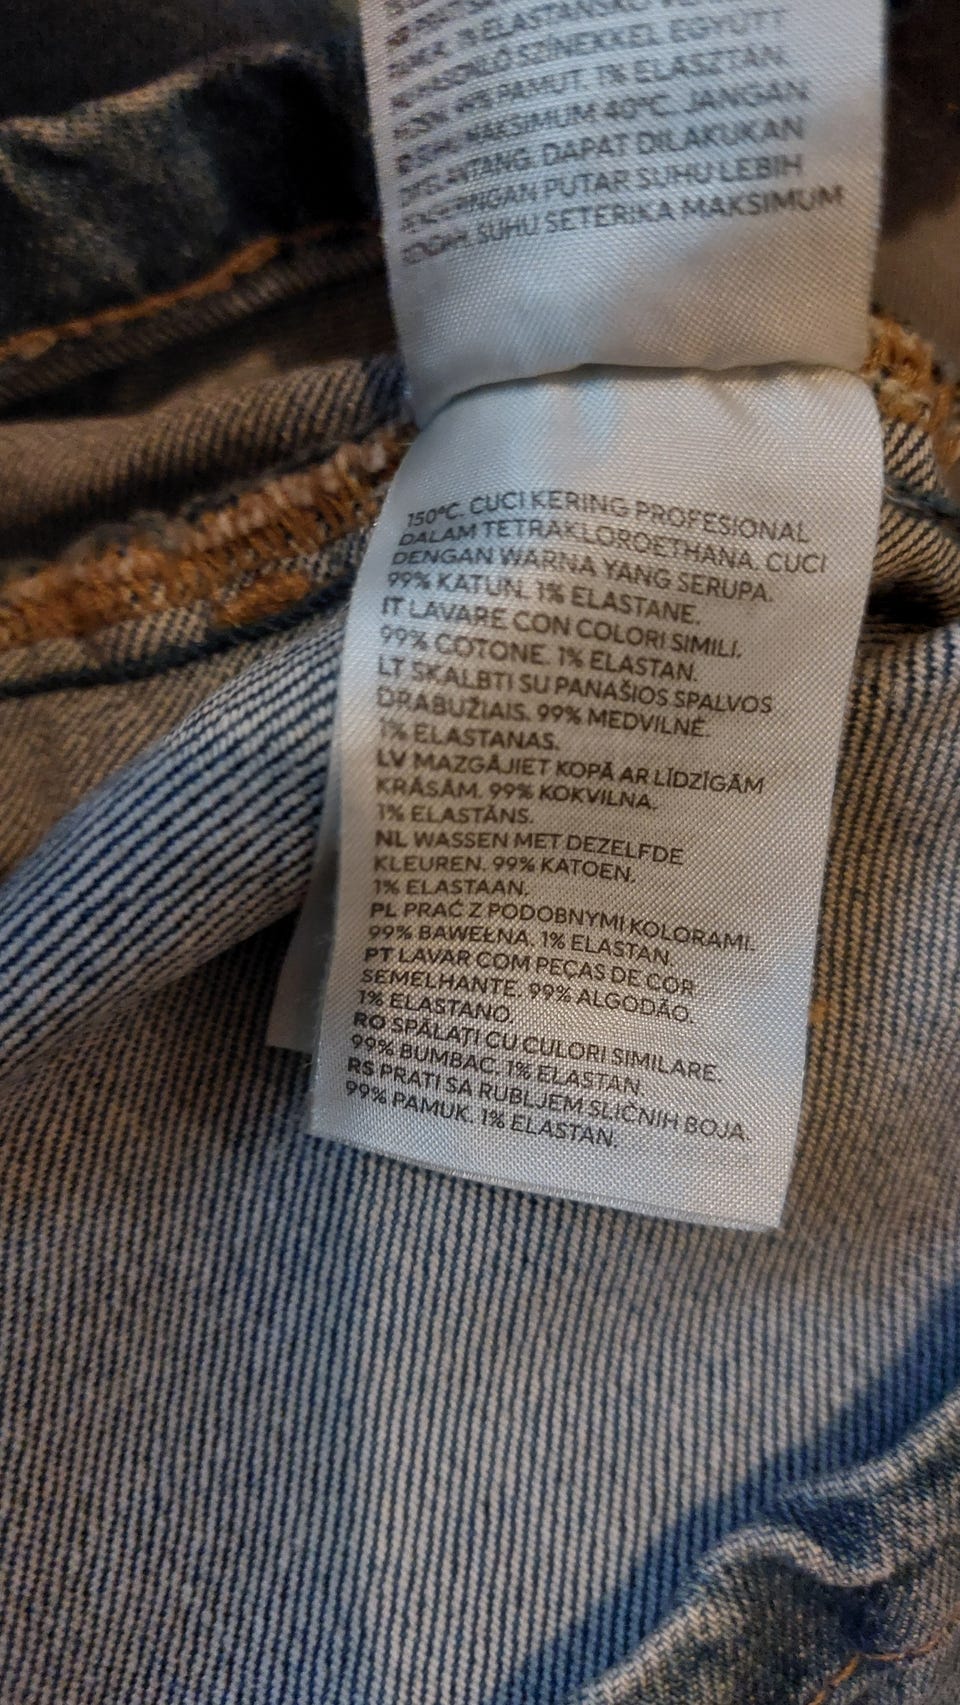 % ELASTANSKO
HASONLÓ SZÍNEKKEL EGYÜTT
PAMUT. 1% ELASZTÁN.
MAKSIMUM 40°C. JANGAN
DAPAT DILAKUKAN
PUTAR SUHU LEBIH
SUHU SETERIKA MAKSIMUM
150°C. CUCI KERING PROFESIONAL
DALAM TETRAKLOROETHANA. CUCI
DENGAN WARNA YANG SERUPA.
99% KATUN. 1% ELASTANE.
IT LAVARE CON COLORI SIMILI.
99% COTONE. 1% ELASTAN.
LT SKALBTI SU PANAŠIOS SPALVOS
DRABUŽIAIS. 99% MEDVILNĖ.
1% ELASTANAS.
LV MAZGĀJIET KOPĀ AR LĪDZĪGĀM
KRĀSĀM. 99% KOKVILNA.
1% ELASTĀNS.
NL WASSEN MET DEZELFDE
KLEUREN. 99% KATOEN.
1% ELASTAAN.
PL PRAĆ Z PODOBNYMI KOLORAMI.
99% BAWEŁNA. 1% ELASTAN.
PT LAVAR COM PEÇAS DE COR
SEMELHANTE. 99% ALGODÃO.
1% ELASTANO.
RO SPĂLAȚI CU CULORI SIMILARE.
99% BUMBAC. 1% ELASTAN.
RS PRATI SA RUBLJEM SLIČNIH BOJA.
99% PAMUK. 1% ELASTAN.